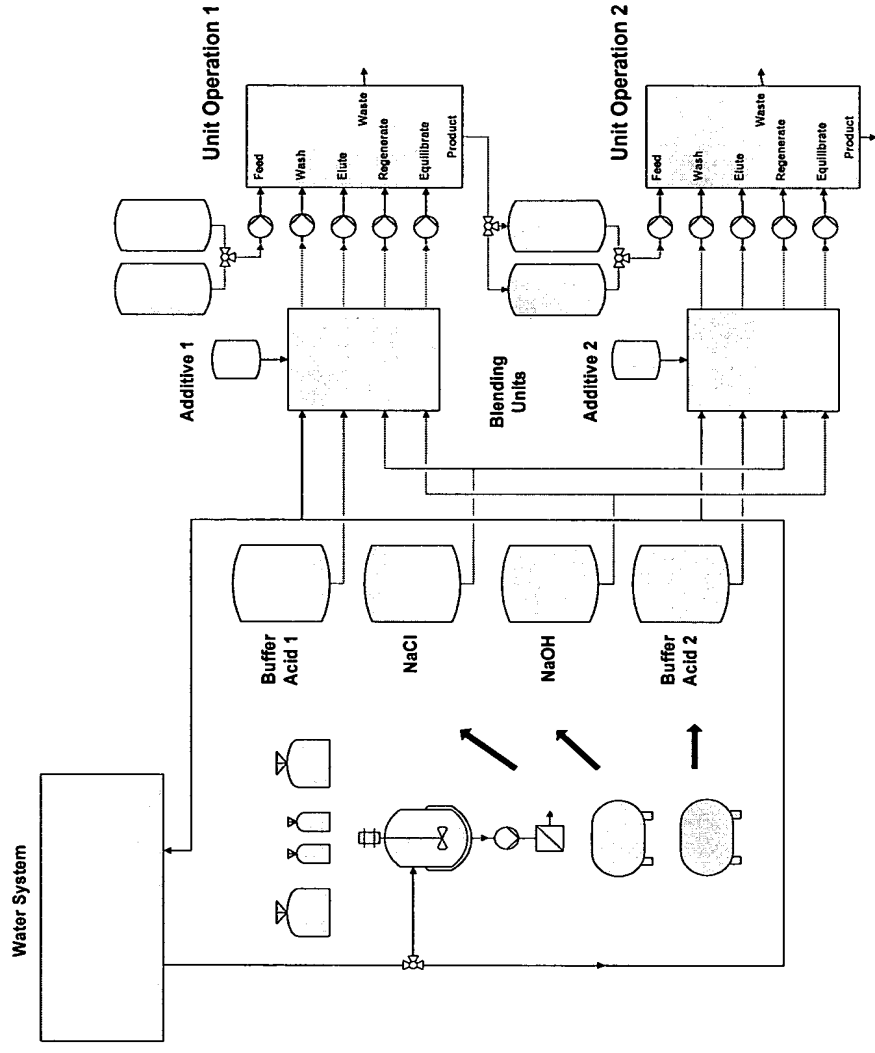 Water System
Buffer
Acid 1
NaCl
NaOH
Buffer
Acid 2
Additive 1
Blending
Units
Additive 2
Unit Operation 1
Feed
Wash
Elute
Regenerate
Equilibrate
Waste
Product
Unit Operation 2
Feed
Wash
Elute
Regenerate
Equilibrate
Waste
Product